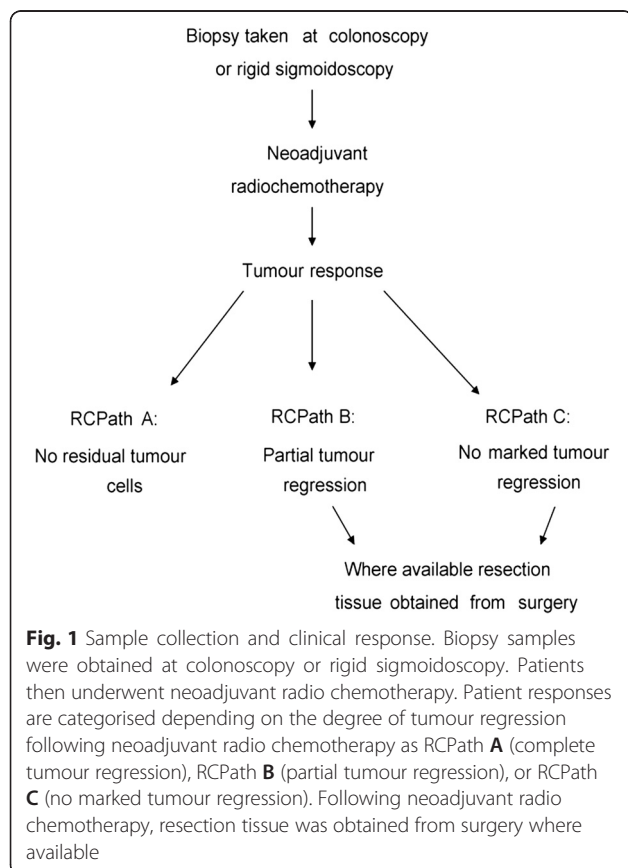 Biopsy taken at colonoscopy
or rigid sigmoidoscopy
Neoadjuvant
radiochemotherapy
Tumour response
RCPath A:
No residual tumour
cells
RCPath B:
Partial tumour
regression
RCPath C:
No marked tumour
regression
Where available resection
tissue obtained from surgery
Fig. 1 Sample collection and clinical response. Biopsy samples
were obtained at colonoscopy or rigid sigmoidoscopy. Patients
then underwent neoadjuvant radio chemotherapy. Patient responses
are categorised depending on the degree of tumour regression
following neoadjuvant radio chemotherapy as RCPath A (complete
tumour regression), RCPath B (partial tumour regression), or RCPath
C (no marked tumour regression). Following neoadjuvant radio
chemotherapy, resection tissue was obtained from surgery where
available